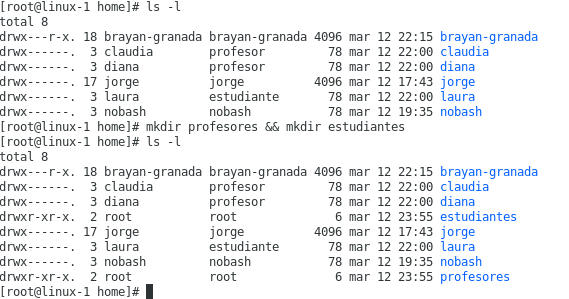 [root@linux-1 home]# ls -l
total 8
drwx---r-x. 18 brayan-granada brayan-granada 4096 mar 12 22:15 brayan-granada
drwx------.  3 claudia        profesor         78 mar 12 22:00 claudia
drwx------.  3 diana          profesor         78 mar 12 22:00 diana
drwx------. 17 jorge          jorge          4096 mar 12 17:43 jorge
drwx------.  3 laura          estudiante       78 mar 12 22:00 laura
drwx------.  3 nobash         nobash           78 mar 12 19:35 nobash
[root@linux-1 home]# mkdir profesores && mkdir estudiantes
[root@linux-1 home]# ls -l
total 8
drwx---r-x. 18 brayan-granada brayan-granada 4096 mar 12 22:15 brayan-granada
drwx------.  3 claudia        profesor         78 mar 12 22:00 claudia
drwx------.  3 diana          profesor         78 mar 12 22:00 diana
drwxr-xr-x.  2 root           root              6 mar 12 23:55 estudiantes
drwx------. 17 jorge          jorge          4096 mar 12 17:43 jorge
drwx------.  3 laura          estudiante       78 mar 12 22:00 laura
drwx------.  3 nobash         nobash           78 mar 12 19:35 nobash
drwxr-xr-x.  2 root           root              6 mar 12 23:55 profesores
[root@linux-1 home]#